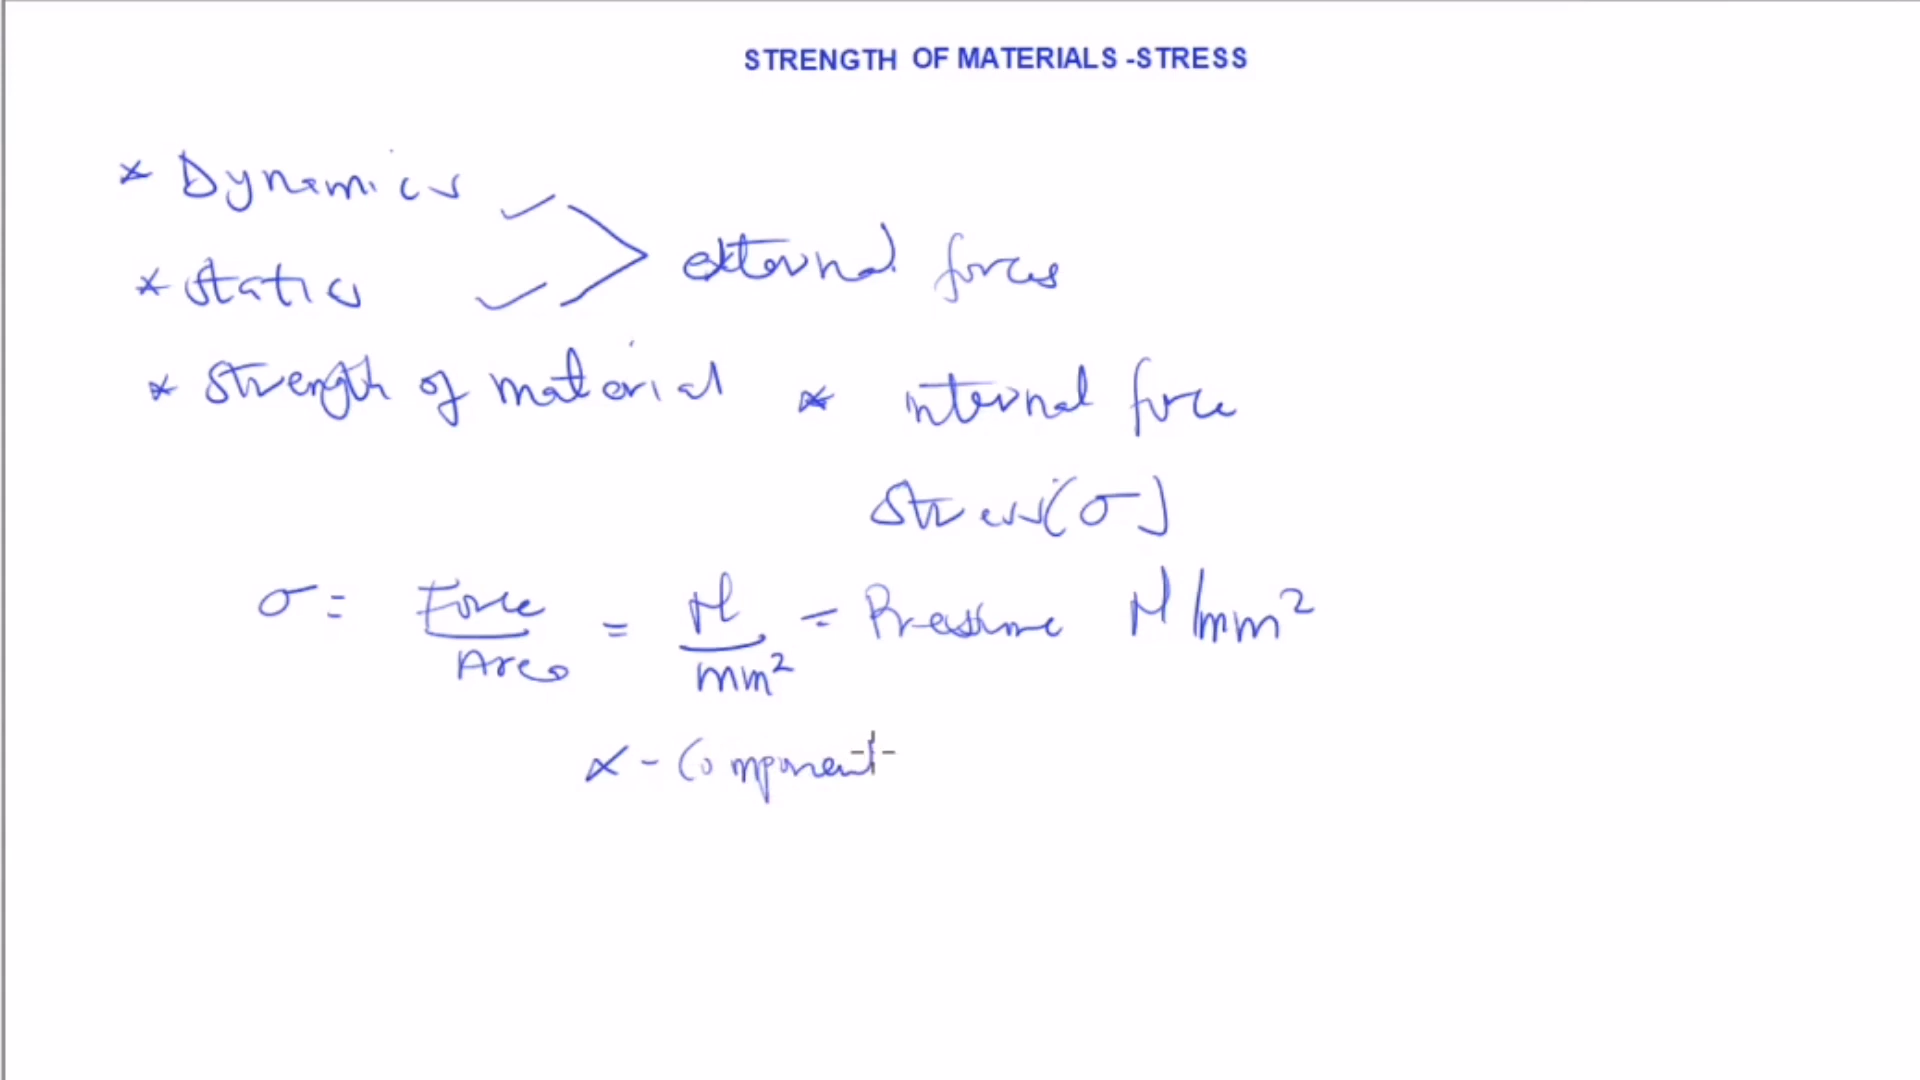 STRENGTH OF MATERIALS -STRESS
* Dynamics
* Statics
external forces
* Strength of material * internal force
Stress (σ)
σ = Force / Area = N / mm² = Pressure N/mm²
x - Component